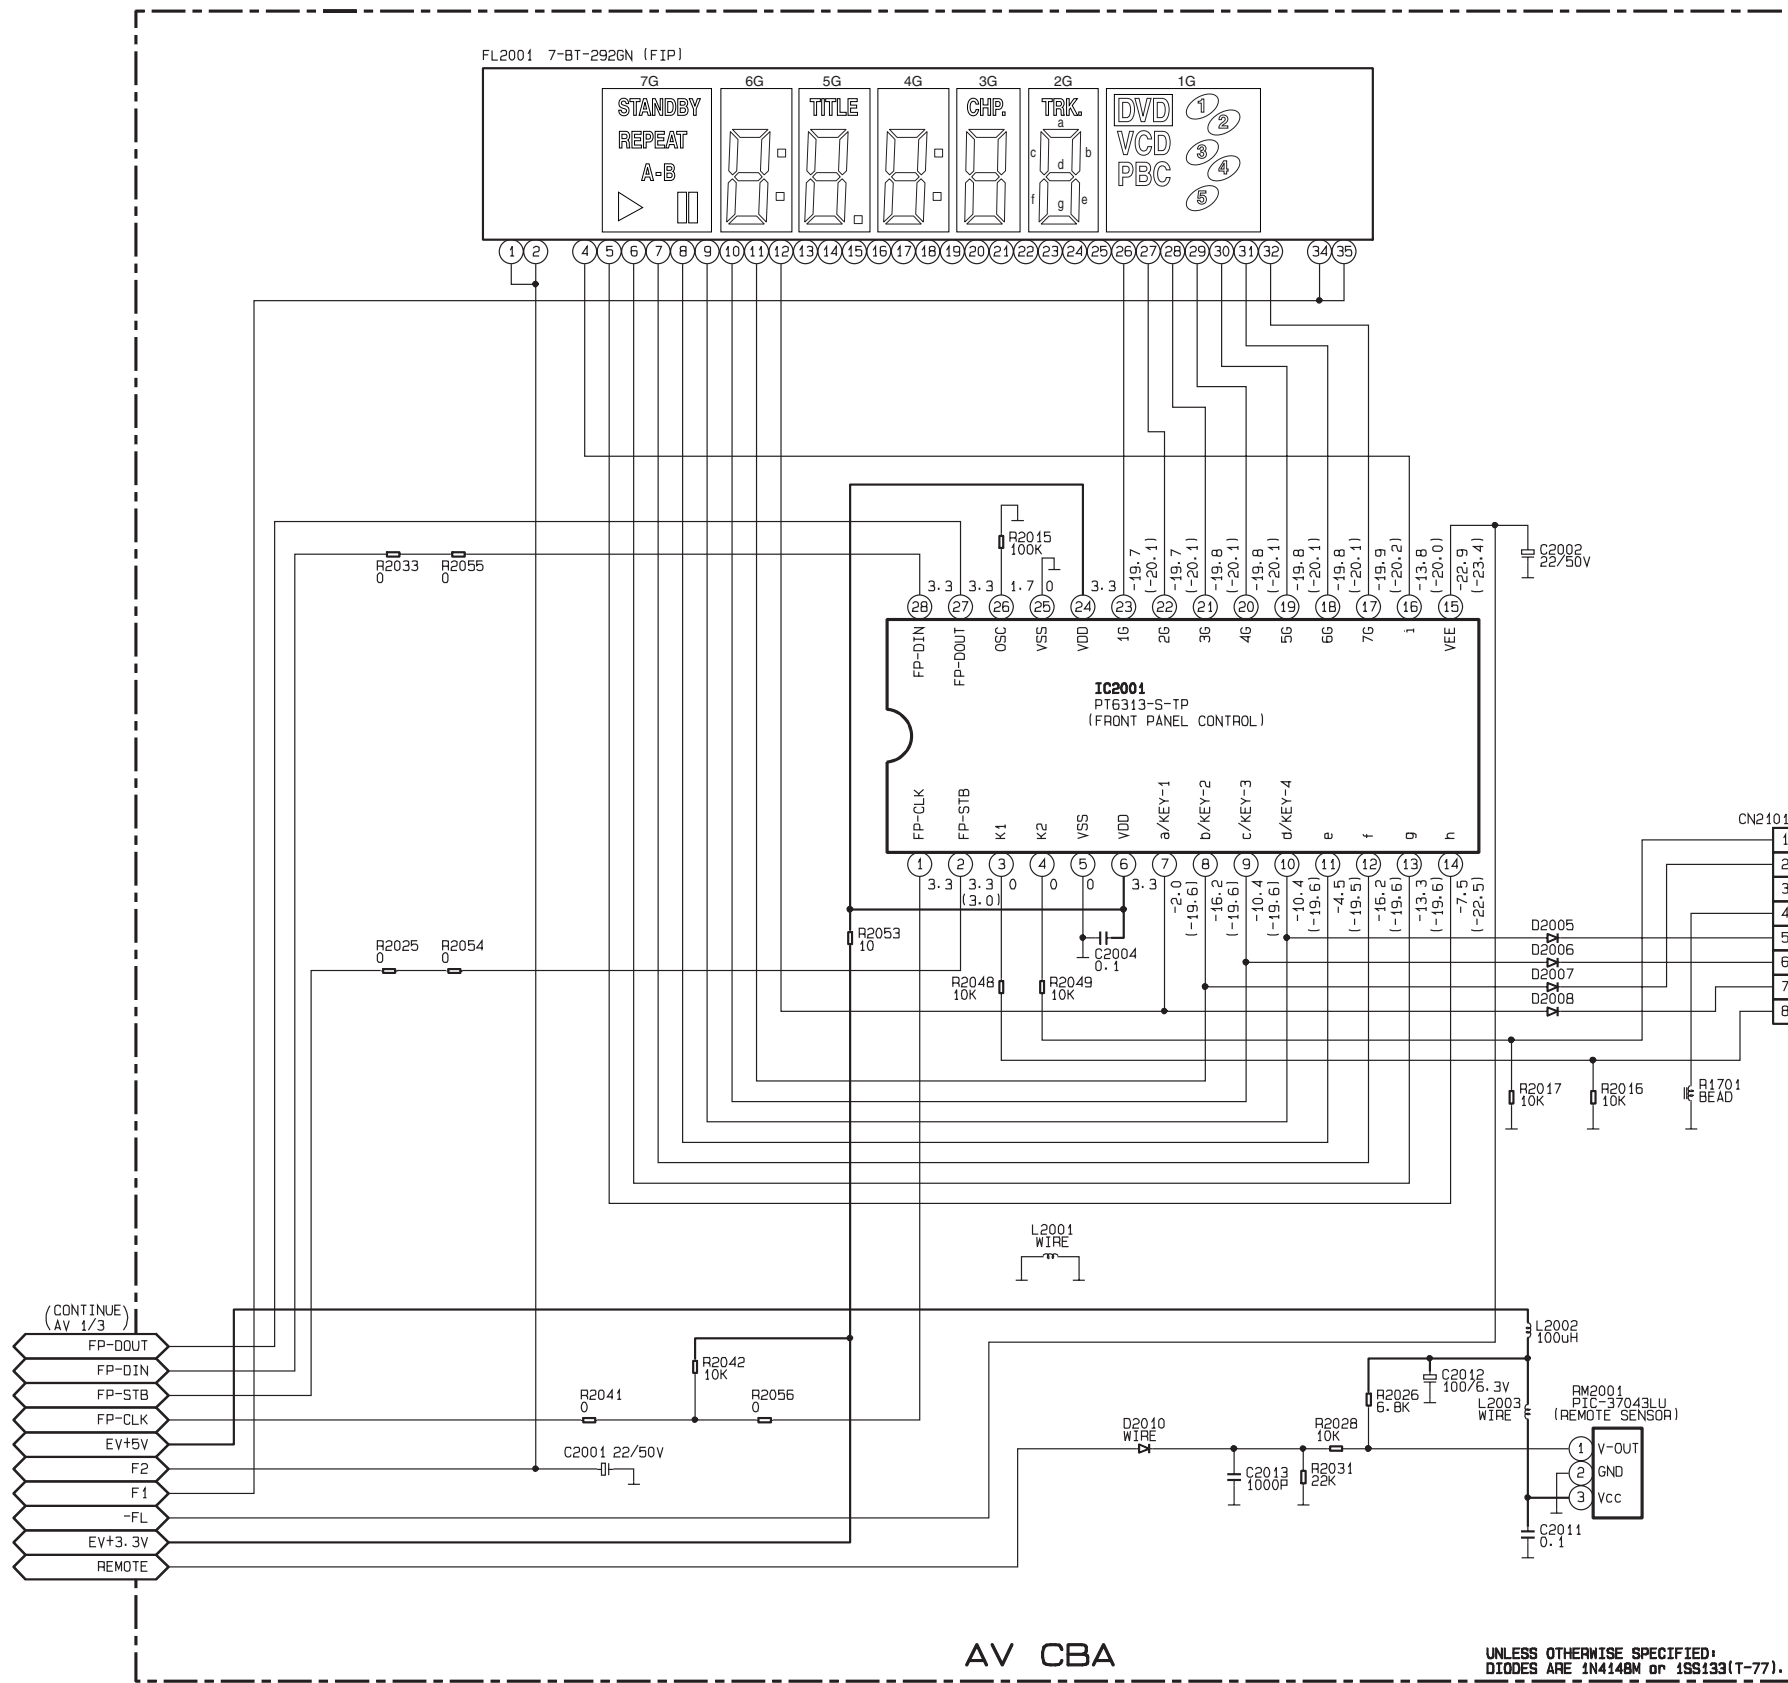 FL2001 7-BT-292GN (FIP)
7G 6G 5G 4G 3G 2G 1G
STANDBY TITLE CHP. TRK. DVD 1
REPEAT a VCD 2
A-B c b PBC 3
d 4
f g e 5
1 2 4 5 6 7 8 9 10 11 12 13 14 15 16 17 18 19 20 21 22 23 24 25 26 27 28 29 30 31 32 34 35
R2015
100K
R2033
0
R2055
0
C2002
22/50V
3.3 3.3 1.7 0 3.3
-19.7
(-20.1)
-19.7
(-20.1)
-19.8
(-20.1)
-19.8
(-20.1)
-19.8
(-20.1)
-19.8
(-20.1)
-19.9
(-20.2)
-13.8
(-20.0)
-22.9
(-23.4)
28 27 26 25 24 23 22 21 20 19 18 17 16 15
FP-DIN
FP-DOUT
OSC
VSS
VDD
1G
2G
3G
4G
5G
6G
7G
i
VEE
IC2001
PT6313-S-TP
(FRONT PANEL CONTROL)
FP-CLK
FP-STB
K1
K2
VSS
VDD
a/KEY-1
b/KEY-2
c/KEY-3
d/KEY-4
e
f
g
h
1 2 3 4 5 6 7 8 9 10 11 12 13 14
3.3 3.3 0 0 0 3.3
(3.0)
-2.0
(-19.6)
-16.2
(-19.6)
-10.4
(-19.6)
-10.4
(-19.6)
-4.5
(-19.5)
-16.2
(-19.6)
-13.3
(-19.6)
-7.5
(-22.5)
CN2101
1
2
3
4
5
6
7
8
R2053
10
C2004
0.1
R2025
0
R2054
0
R2048
10K
R2049
10K
D2005
D2006
D2007
D2008
R2017
10K
R2016
10K
R1701
BEAD
L2001
WIRE
(CONTINUE)
AV 1/3
FP-DOUT
FP-DIN
FP-STB
FP-CLK
EV+5V
F2
F1
-FL
EV+3.3V
REMOTE
R2042
10K
R2041
0
R2056
0
C2001 22/50V
L2002
100uH
C2012
100/6.3V
R2026
6.8K
L2003
WIRE
RM2001
PIC-37043LU
(REMOTE SENSOR)
D2010
WIRE
R2028
10K
C2013
1000P
R2031
22K
1 V-OUT
2 GND
3 Vcc
C2011
0.1
AV CBA
UNLESS OTHERWISE SPECIFIED:
DIODES ARE 1N4148M or 1SS133(T-77).